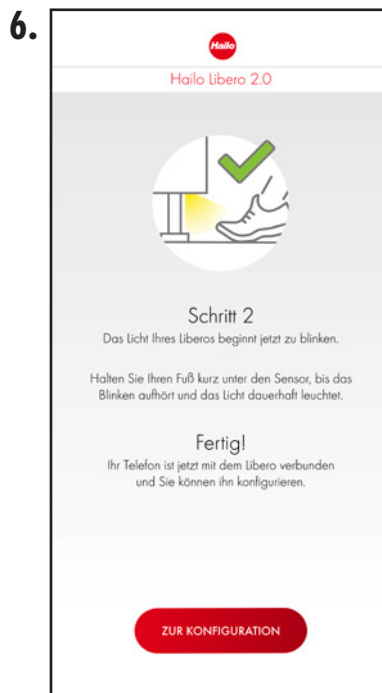 6.
Hailo
Hailo Libero 2.0
Schritt 2
Das Licht Ihres Liberos beginnt jetzt zu blinken.
Halten Sie Ihren Fuß kurz unter den Sensor, bis das
Blinken aufhört und das Licht dauerhaft leuchtet.
Fertig!
Ihr Telefon ist jetzt mit dem Libero verbunden
und Sie können ihn konfigurieren.
ZUR KONFIGURATION